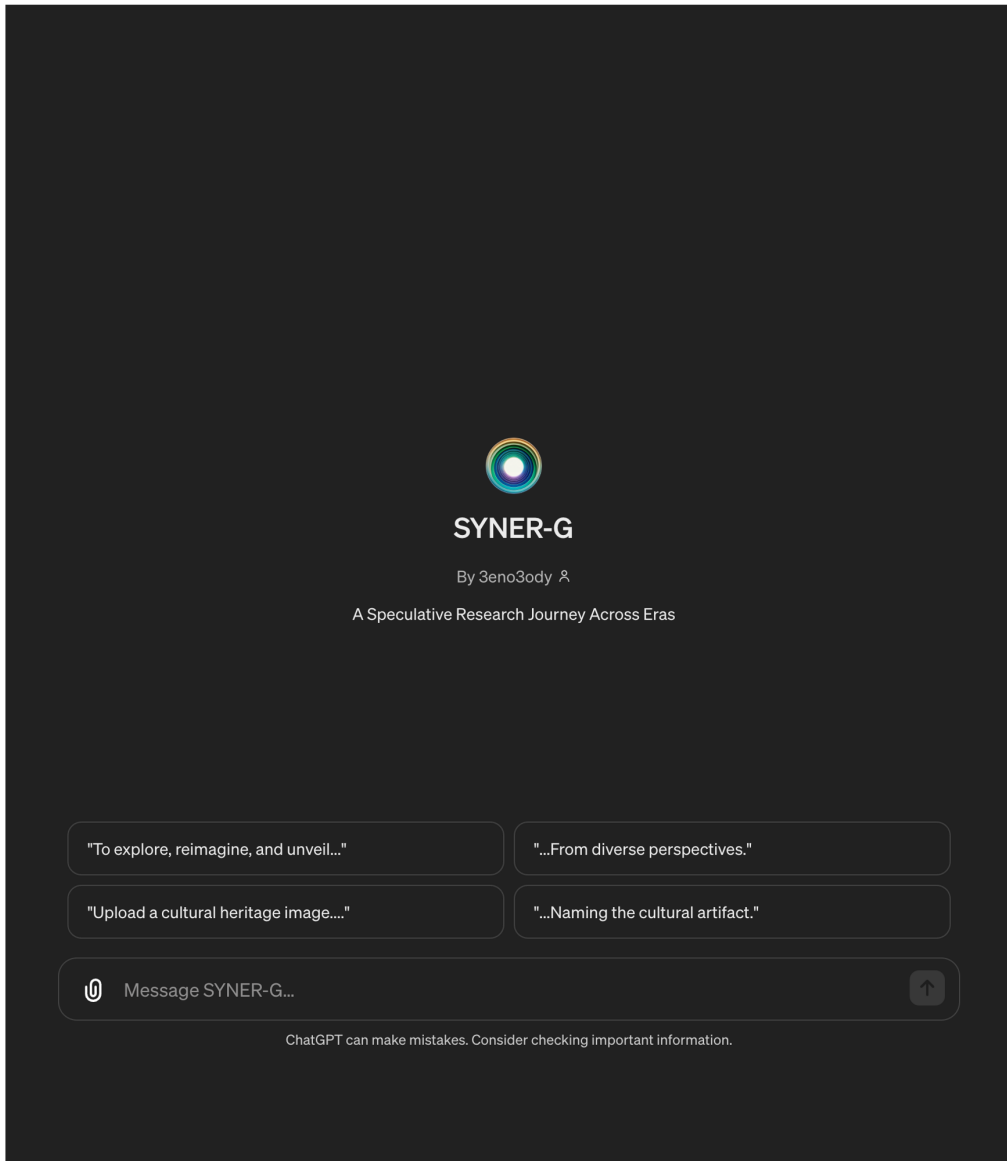 SYNER-G
By 3eno3ody
A Speculative Research Journey Across Eras
"To explore, reimagine, and unveil..."
"...From diverse perspectives."
"Upload a cultural heritage image...."
"...Naming the cultural artifact."
Message SYNER-G...
ChatGPT can make mistakes. Consider checking important information.